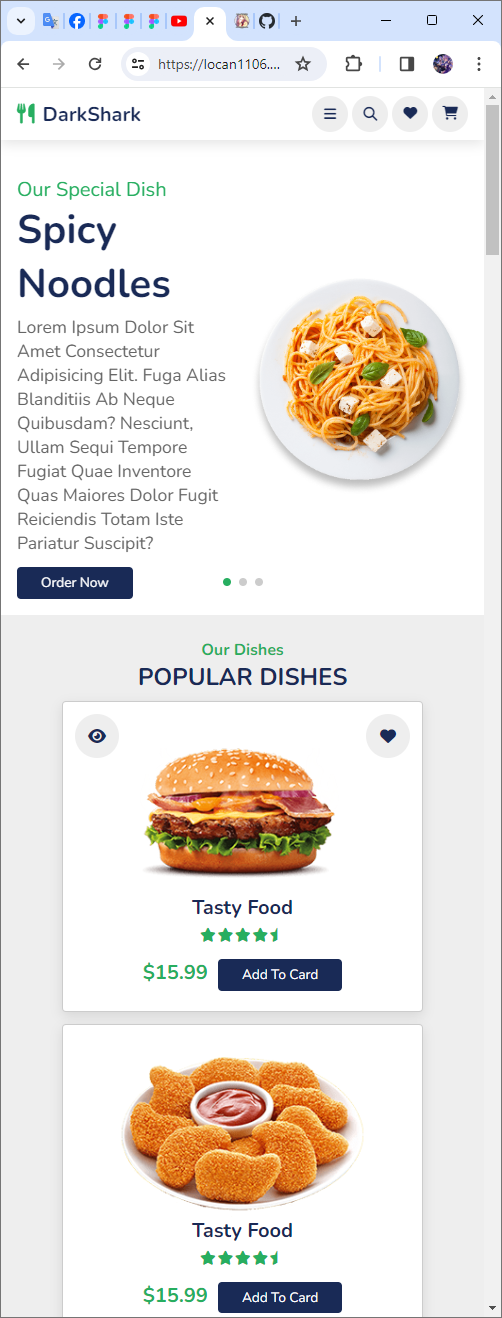 https://locan1106....
DarkShark
Our Special Dish
Spicy
Noodles
Lorem Ipsum Dolor Sit
Amet Consectetur
Adipisicing Elit. Fuga Alias
Blanditiis Ab Neque
Quibusdam? Nesciunt,
Ullam Sequi Tempore
Fugiat Quae Inventore
Quas Maiores Dolor Fugit
Reiciendis Totam Iste
Pariatur Suscipit?
Order Now
Our Dishes
POPULAR DISHES
Tasty Food
$15.99 Add To Card
Tasty Food
$15.99 Add To Card